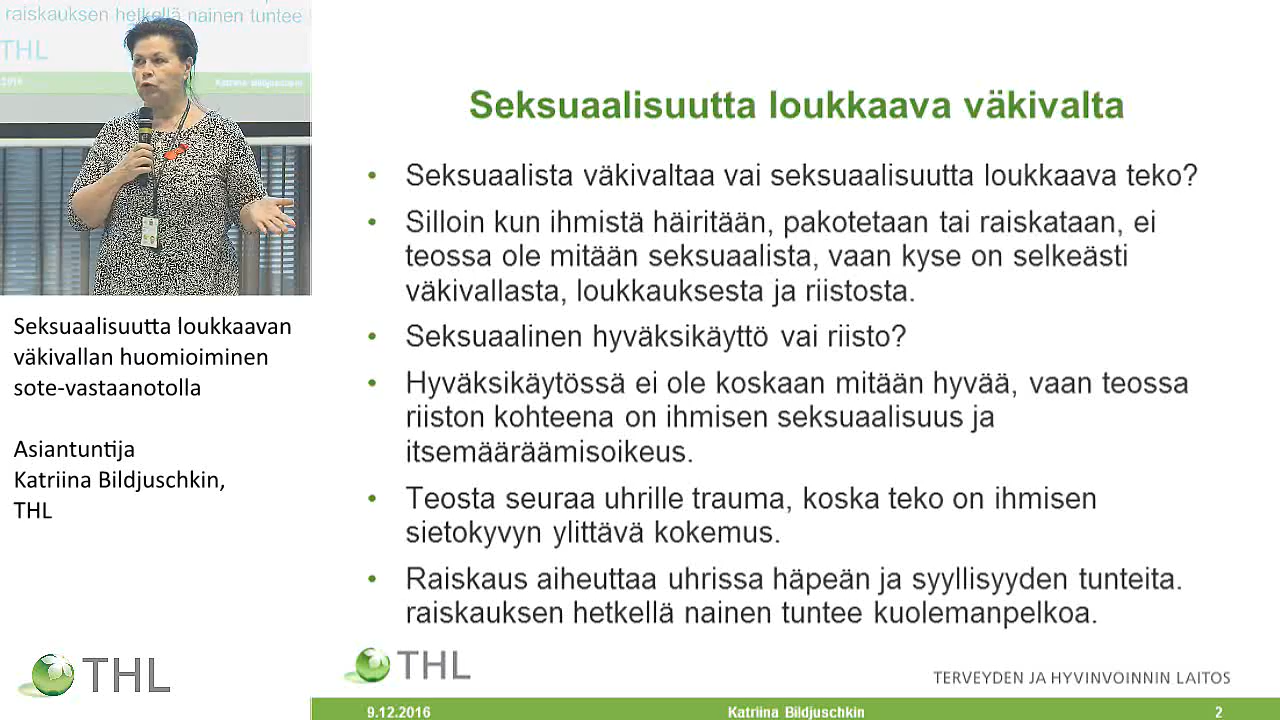 raiskauksen hetkellä nainen tuntee
THL
2016
Katriina Bildjuschkin
Seksuaalisuutta loukkaavan
väkivallan huomioiminen
sote-vastaanotolla
Asiantuntija
Katriina Bildjuschkin,
THL
THL
Seksuaalisuutta loukkaava väkivalta
• Seksuaalista väkivaltaa vai seksuaalisuutta loukkaava teko?
• Silloin kun ihmistä häiritään, pakotetaan tai raiskataan, ei
teossa ole mitään seksuaalista, vaan kyse on selkeästi
väkivallasta, loukkauksesta ja riistosta.
• Seksuaalinen hyväksikäyttö vai riisto?
• Hyväksikäytössä ei ole koskaan mitään hyvää, vaan teossa
riiston kohteena on ihmisen seksuaalisuus ja
itsemääräämisoikeus.
• Teosta seuraa uhrille trauma, koska teko on ihmisen
sietokyvyn ylittävä kokemus.
• Raiskaus aiheuttaa uhrissa häpeän ja syyllisyyden tunteita.
raiskauksen hetkellä nainen tuntee kuolemanpelkoa.
THL
TERVEYDEN JA HYVINVOINNIN LAITOS
9.12.2016
Katriina Bildjuschkin
2